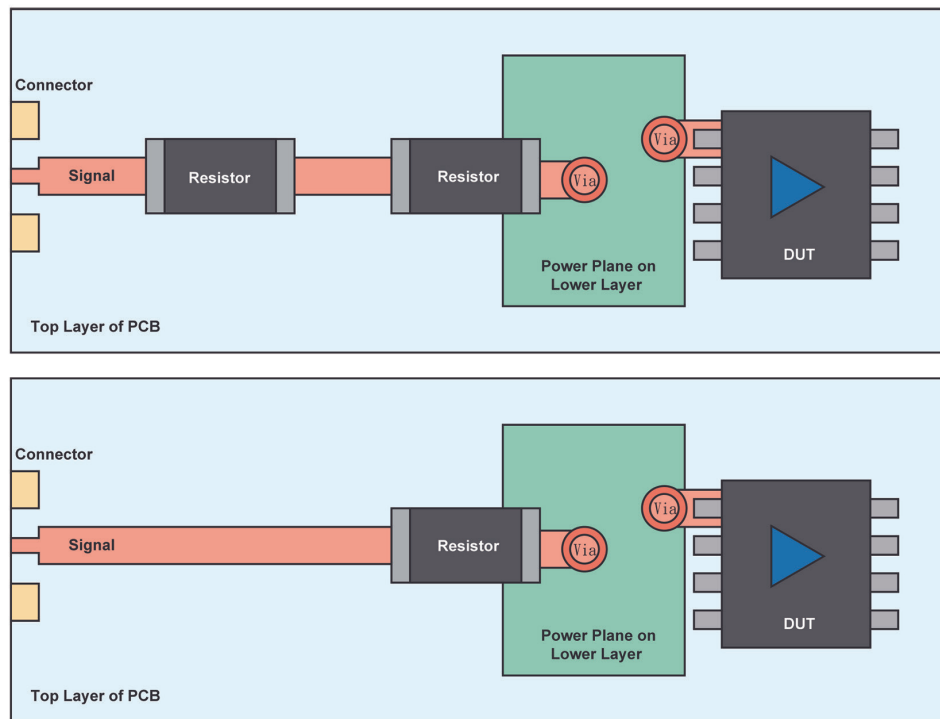 Connector
Signal
Resistor
Resistor
Via
Via
Power Plane on
Lower Layer
DUT
Top Layer of PCB
Connector
Signal
Resistor
Via
Via
Power Plane on
Lower Layer
DUT
Top Layer of PCB